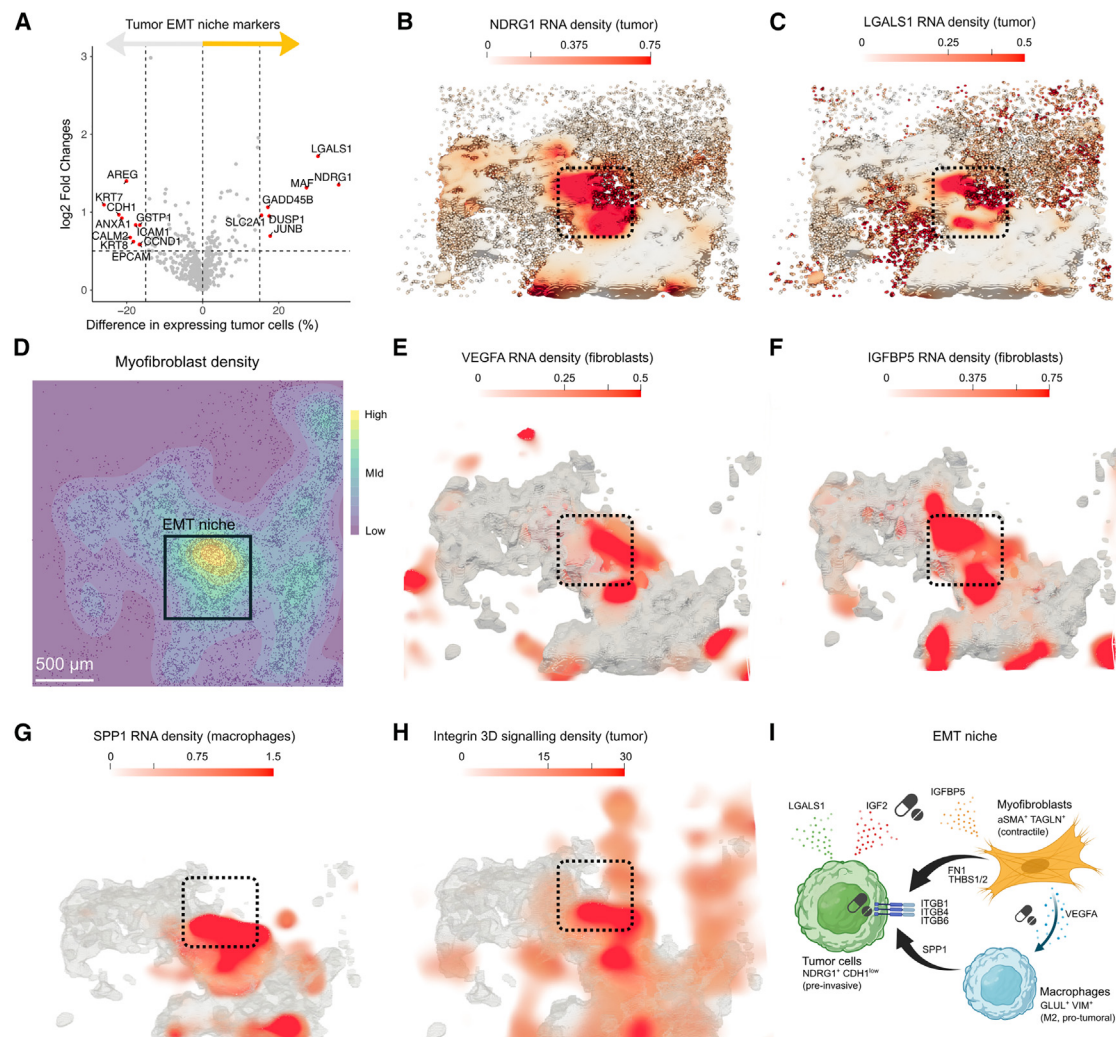 A
Tumor EMT niche markers
3
2
1
0
log2 Fold Changes
LGALS1
MAF
NDRG1
GADD45B
SLC2A1
DUSP1
JUNB
AREG
KRT7
CDH1
GSTP1
ANXA1
ICAM1
CALM2
CCND1
KRT8
EPCAM
−20
0
20
Difference in expressing tumor cells (%)
B
NDRG1 RNA density (tumor)
0
0.375
0.75
C
LGALS1 RNA density (tumor)
0
0.25
0.5
D
Myofibroblast density
High
MId
Low
EMT niche
500 µm
E
VEGFA RNA density (fibroblasts)
0
0.25
0.5
F
IGFBP5 RNA density (fibroblasts)
0
0.375
0.75
G
SPP1 RNA density (macrophages)
0
0.75
1.5
H
Integrin 3D signalling density (tumor)
0
15
30
I
EMT niche
LGALS1
IGF2
IGFBP5
Myofibroblasts
aSMA⁺ TAGLN⁺
(contractile)
FN1
THBS1/2
ITGB1
ITGB4
ITGB6
VEGFA
SPP1
Tumor cells
NDRG1⁺ CDH1ˡᵒʷ
(pre-invasive)
Macrophages
GLUL⁺ VIM⁺
(M2, pro-tumoral)